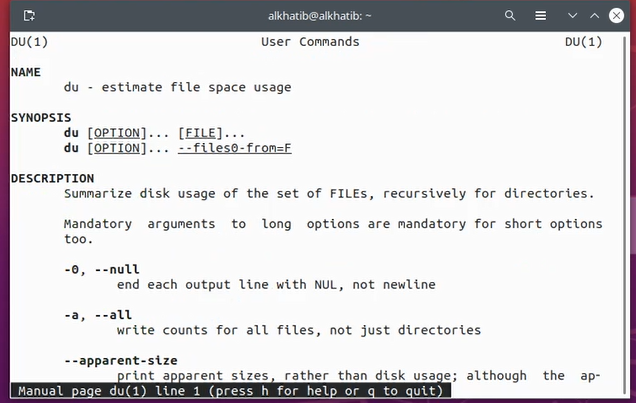 alkhatib@alkhatib: ~
DU(1) User Commands DU(1)
NAME
du - estimate file space usage
SYNOPSIS
du [OPTION]... [FILE]...
du [OPTION]... --files0-from=F
DESCRIPTION
Summarize disk usage of the set of FILEs, recursively for directories.
Mandatory arguments to long options are mandatory for short options
too.
-0, --null
end each output line with NUL, not newline
-a, --all
write counts for all files, not just directories
--apparent-size
print apparent sizes, rather than disk usage; although the ap-
Manual page du(1) line 1 (press h for help or q to quit)